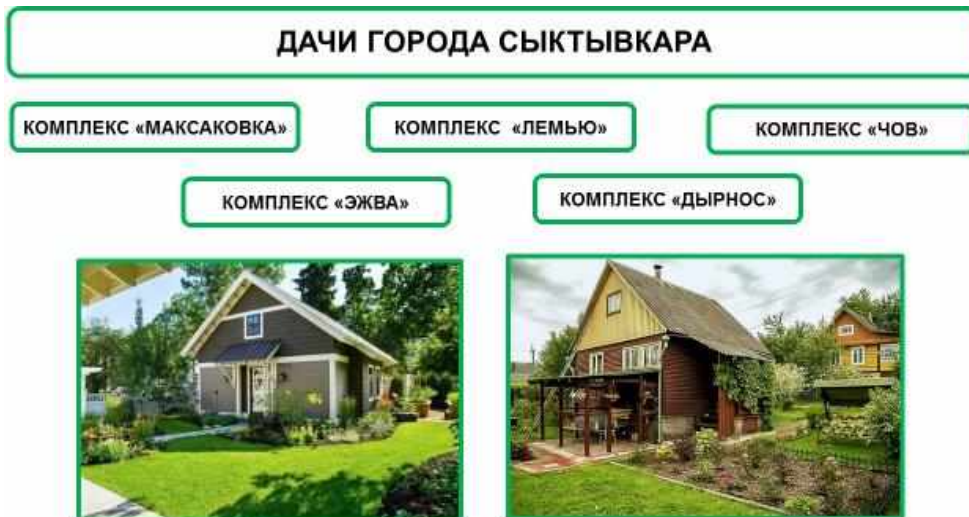 ДАЧИ ГОРОДА СЫКТЫВКАРА
КОМПЛЕКС «МАКСАКОВКА»
КОМПЛЕКС «ЛЕМЬЮ»
КОМПЛЕКС «ЧОВ»
КОМПЛЕКС «ЭЖВА»
КОМПЛЕКС «ДЫРНОС»